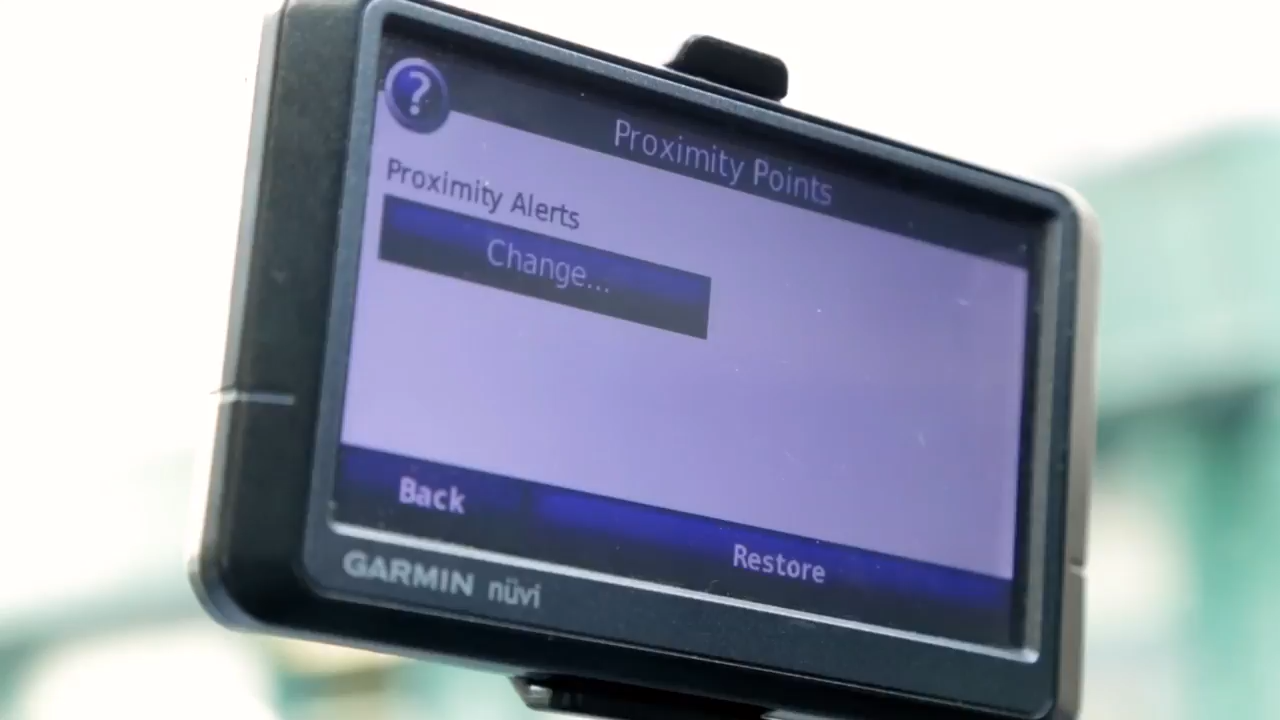 ?
Proximity Points
Proximity Alerts
Change...
Back
Restore
GARMIN nüvi